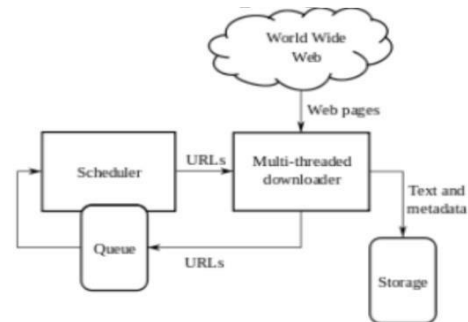 World Wide
Web
Web pages
Scheduler
URLs
Multi-threaded
downloader
Text and
metadata
Queue
URLs
Storage